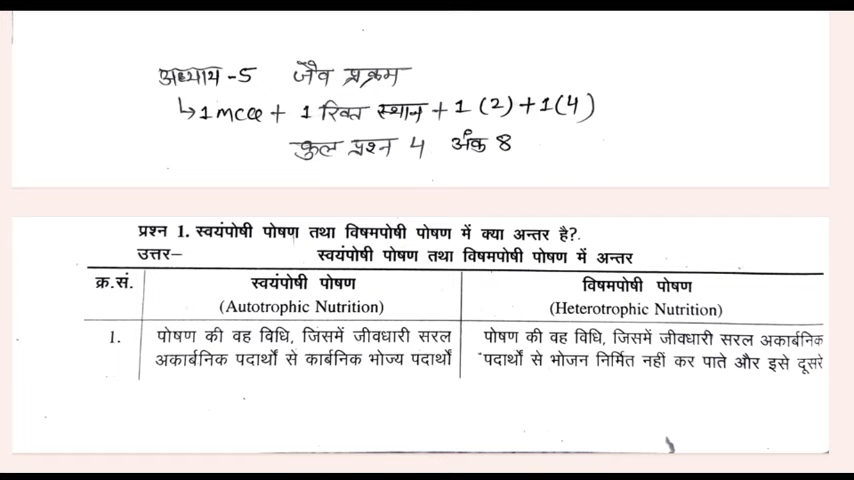 अध्याय -5 जैव प्रक्रम
↳ 1 mcq + 1 रिक्त स्थान + 1 (2) + 1 (4)
कुल प्रश्न 4 अंक 8
प्रश्न 1. स्वयंपोषी पोषण तथा विषमपोषी पोषण में क्या अन्तर है?
उत्तर– स्वयंपोषी पोषण तथा विषमपोषी पोषण में अन्तर
क्र.सं. स्वयंपोषी पोषण विषमपोषी पोषण
(Autotrophic Nutrition) (Heterotrophic Nutrition)
1. पोषण की वह विधि, जिसमें जीवधारी सरल पोषण की वह विधि, जिसमें जीवधारी सरल अकार्बनिक
अकार्बनिक पदार्थों से कार्बनिक भोज्य पदार्थों पदार्थों से भोजन निर्मित नहीं कर पाते और इसे दूसरे